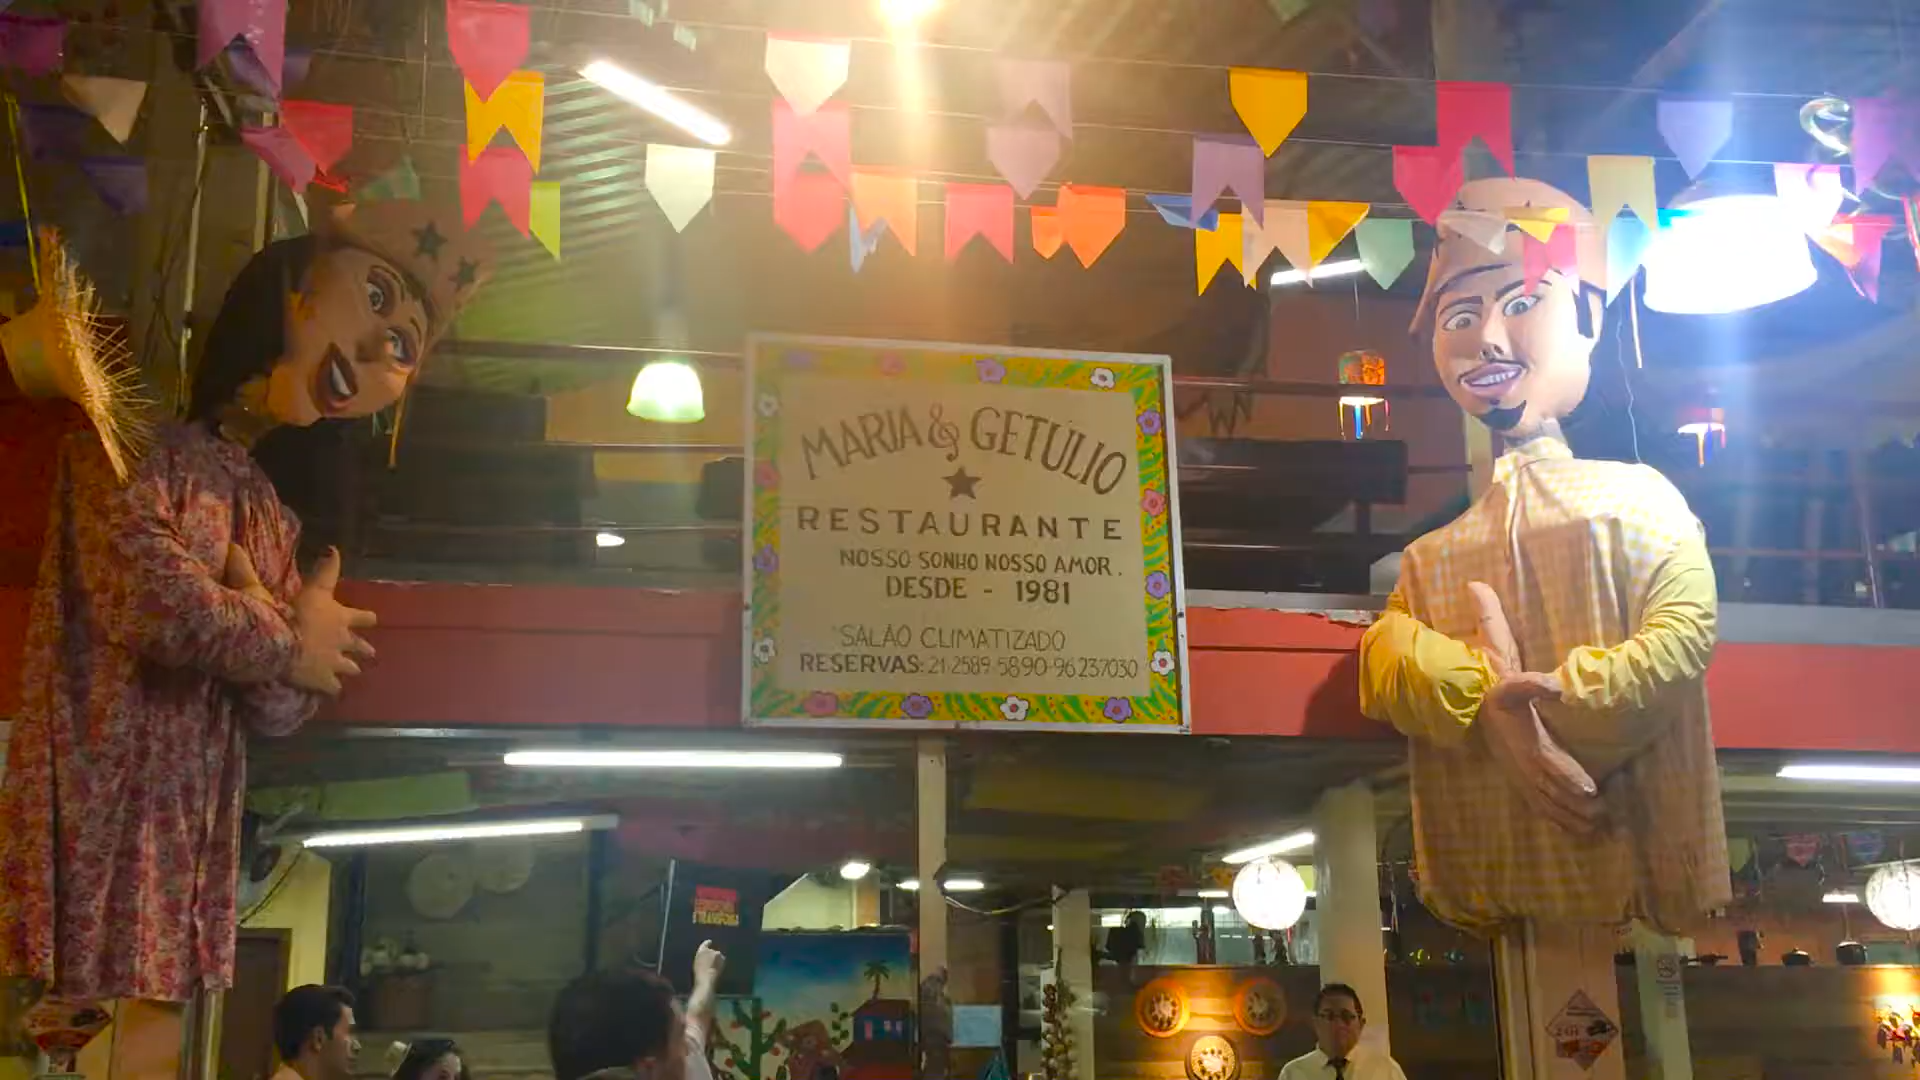 MARIA & GETÚLIO
RESTAURANTE
NOSSO SONHO NOSSO AMOR.
DESDE - 1981
SALÃO CLIMATIZADO
RESERVAS: 21-2589-5890-96237030